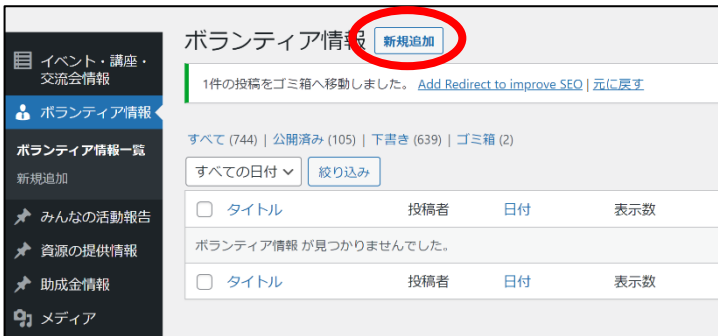 イベント・講座・
交流会情報
ボランティア情報
ボランティア情報一覧
新規追加
みんなの活動報告
資源の提供情報
助成金情報
メディア
ボランティア情報 新規追加
1件の投稿をゴミ箱へ移動しました。 Add Redirect to improve SEO | 元に戻す
すべて (744) | 公開済み (105) | 下書き (639) | ゴミ箱 (2)
すべての日付 絞り込み
タイトル 投稿者 日付 表示数
ボランティア情報 が見つかりませんでした。
タイトル 投稿者 日付 表示数